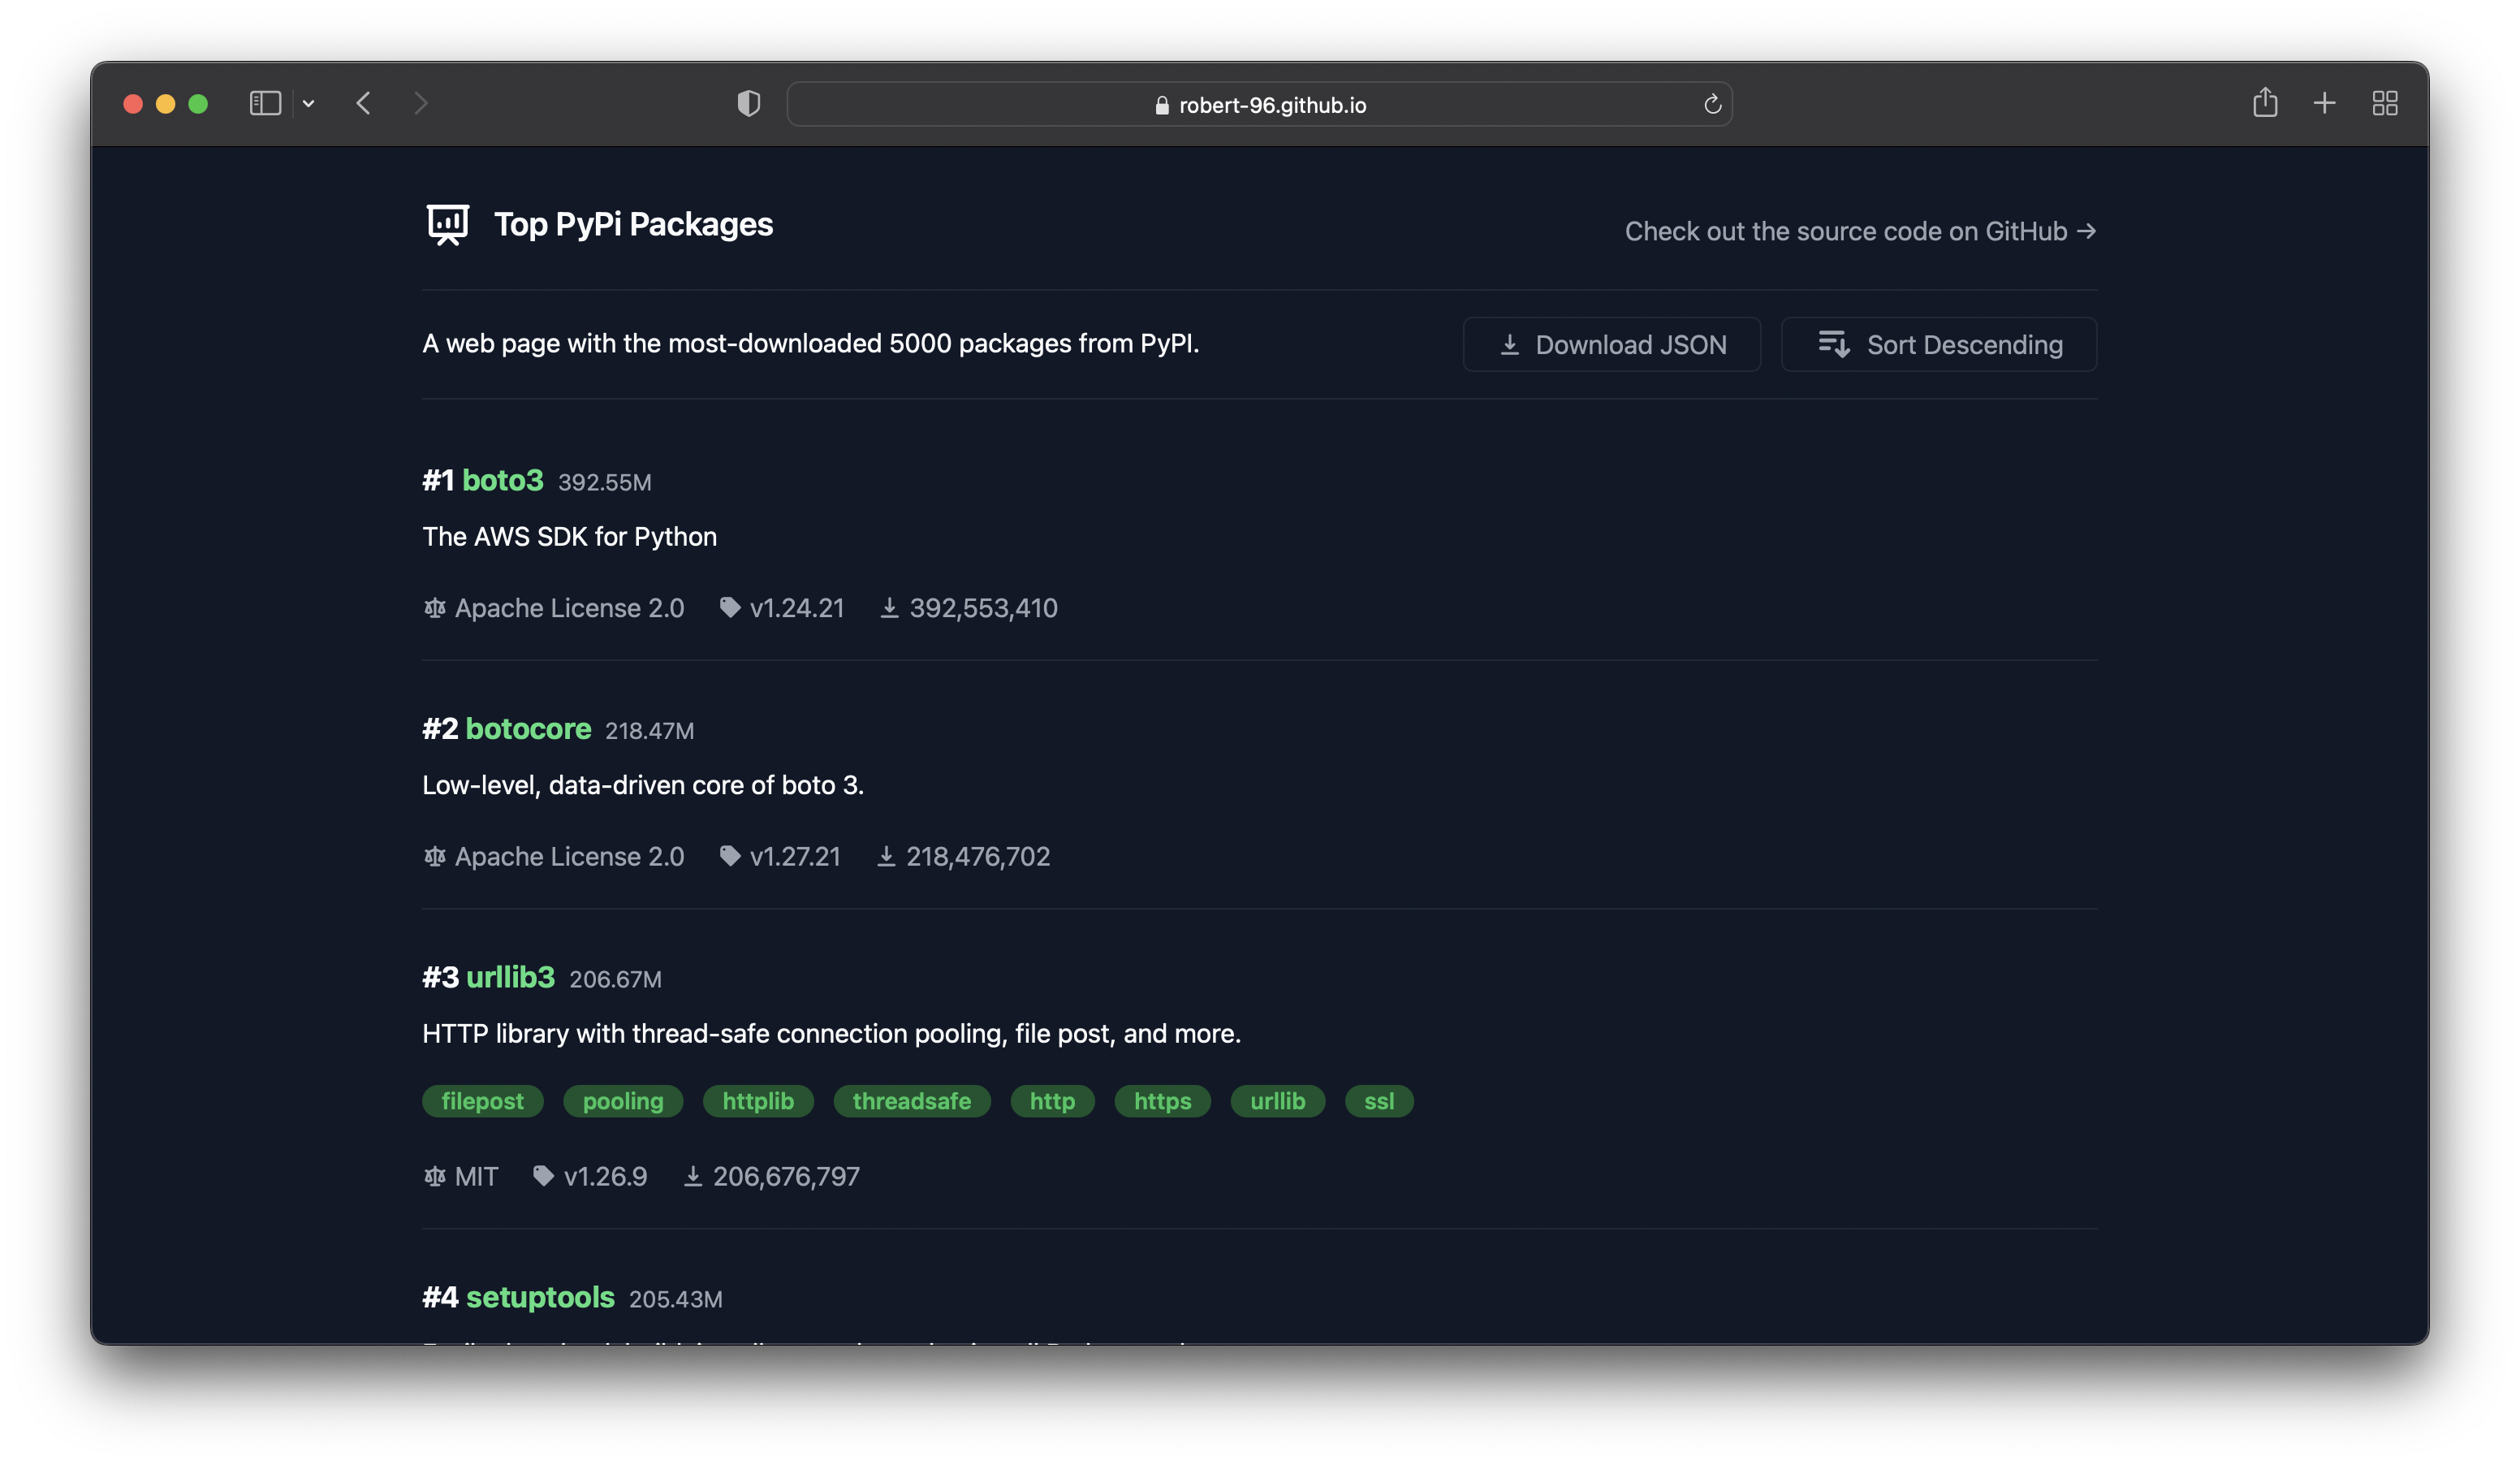 robert-96.github.io
Top PyPi Packages
Check out the source code on GitHub →
A web page with the most-downloaded 5000 packages from PyPI.
Download JSON
Sort Descending
#1 boto3 392.55M
The AWS SDK for Python
Apache License 2.0 v1.24.21 392,553,410
#2 botocore 218.47M
Low-level, data-driven core of boto 3.
Apache License 2.0 v1.27.21 218,476,702
#3 urllib3 206.67M
HTTP library with thread-safe connection pooling, file post, and more.
filepost pooling httplib threadsafe http https urllib ssl
MIT v1.26.9 206,676,797
#4 setuptools 205.43M